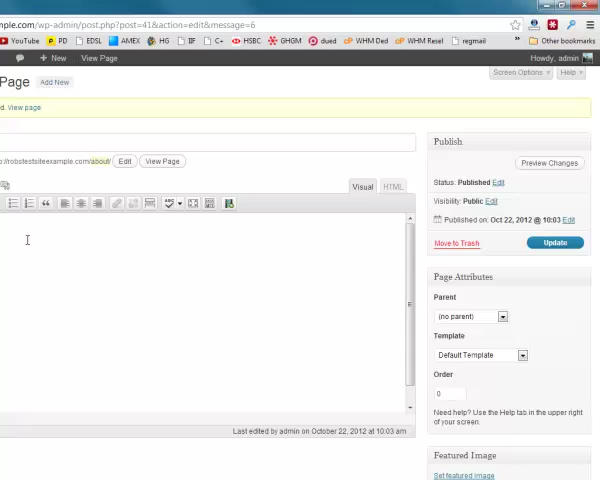 mple.com/wp-admin/post.php?post=41&action=edit&message=6
YouTube PD EDSL AMEX HG IIF C+ HSBC GHGM dued WHM Ded WHM Resel regmail » Other bookmarks
+ New View Page Howdy, admin
Screen Options Help
Page Add New
d. View page
Publish
Preview Changes
p://robstestsiteexample.com/about/ Edit View Page
Status: Published Edit
Visual HTML
Visibility: Public Edit
ABC
Published on: Oct 22, 2012 @ 10:03 Edit
Move to Trash Update
Page Attributes
Parent
(no parent)
Template
Default Template
Order
0
Need help? Use the Help tab in the upper right
of your screen.
Last edited by admin on October 22, 2012 at 10:03 am
Featured Image
Set featured image